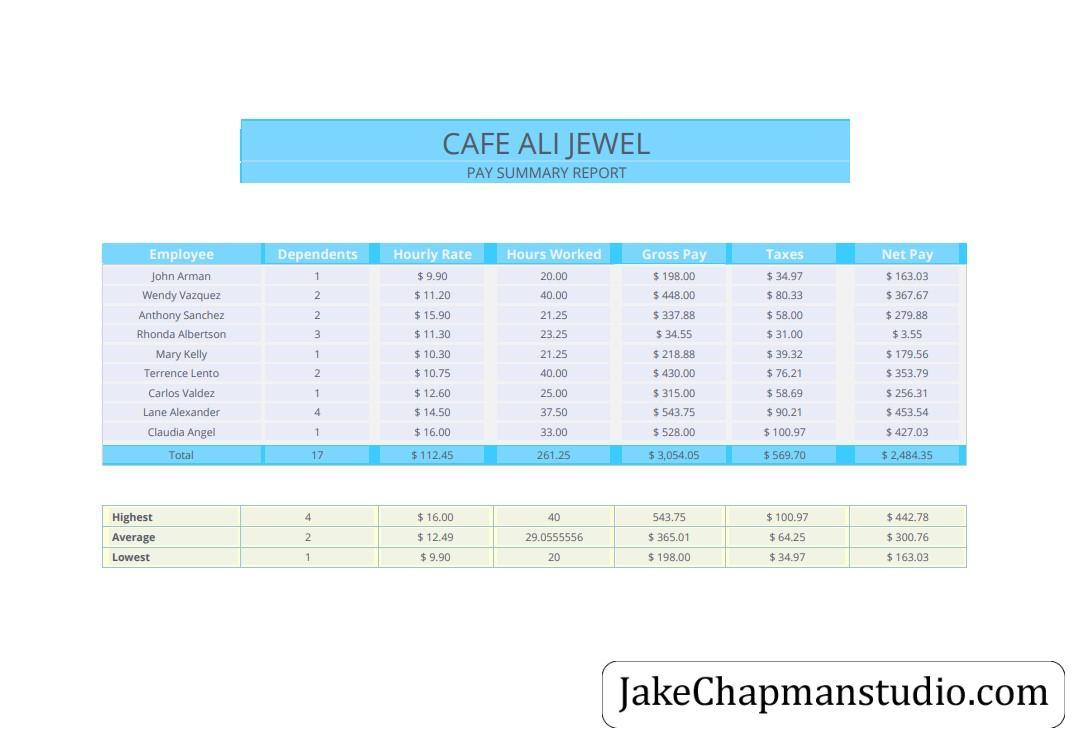 CAFE ALI JEWEL
PAY SUMMARY REPORT
Employee Dependents Hourly Rate Hours Worked Gross Pay Taxes Net Pay
John Arman 1 $ 9.90 20.00 $ 198.00 $ 34.97 $ 163.03
Wendy Vazquez 2 $ 11.20 40.00 $ 448.00 $ 80.33 $ 367.67
Anthony Sanchez 2 $ 15.90 21.25 $ 337.88 $ 58.00 $ 279.88
Rhonda Albertson 3 $ 11.30 23.25 $ 34.55 $ 31.00 $ 3.55
Mary Kelly 1 $ 10.30 21.25 $ 218.88 $ 39.32 $ 179.56
Terrence Lento 2 $ 10.75 40.00 $ 430.00 $ 76.21 $ 353.79
Carlos Valdez 1 $ 12.60 25.00 $ 315.00 $ 58.69 $ 256.31
Lane Alexander 4 $ 14.50 37.50 $ 543.75 $ 90.21 $ 453.54
Claudia Angel 1 $ 16.00 33.00 $ 528.00 $ 100.97 $ 427.03
Total 17 $ 112.45 261.25 $ 3,054.05 $ 569.70 $ 2,484.35
Highest 4 $ 16.00 40 543.75 $ 100.97 $ 442.78
Average 2 $ 12.49 29.0555556 $ 365.01 $ 64.25 $ 300.76
Lowest 1 $ 9.90 20 $ 198.00 $ 34.97 $ 163.03
JakeChapmanstudio.com